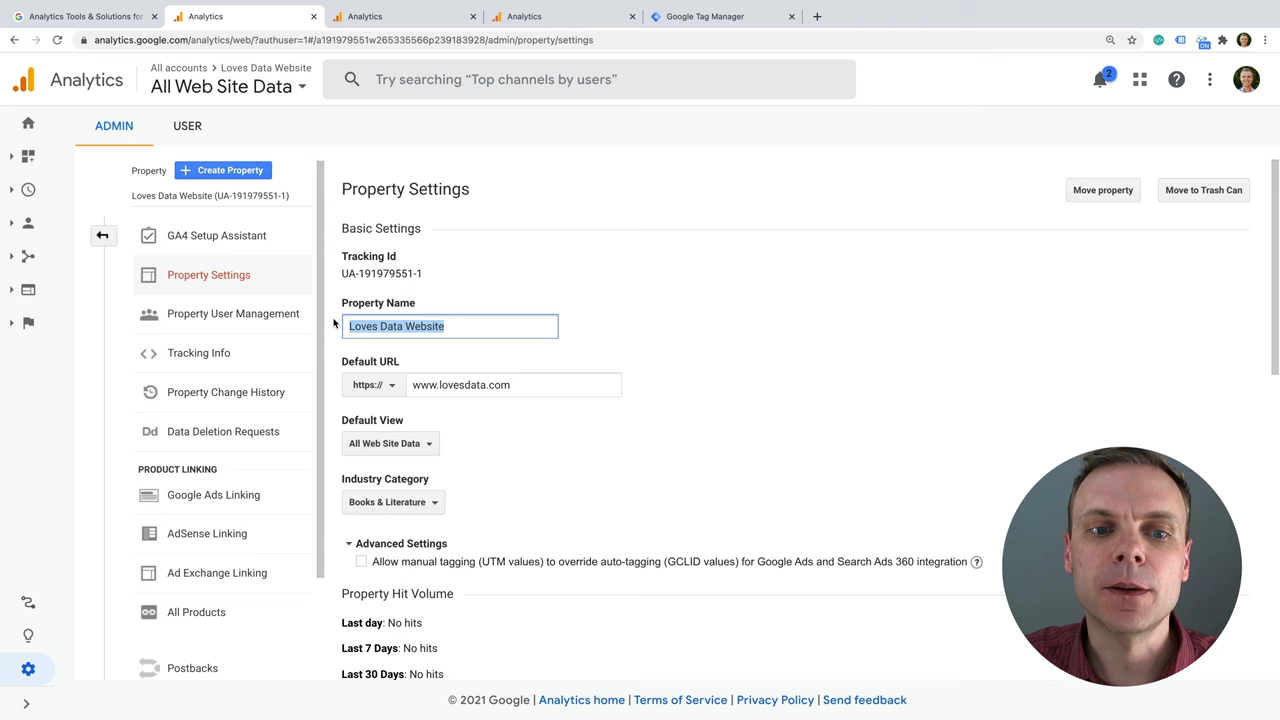 Analytics Tools & Solutions for
Analytics
Analytics
Analytics
Google Tag Manager
analytics.google.com/analytics/web/?authuser=1#/a191979551w265335566p239183928/admin/property/settings
ON
Analytics
All accounts > Loves Data Website
All Web Site Data
Try searching “Top channels by users”
2
ADMIN
USER
Property
Create Property
Loves Data Website (UA-191979551-1)
GA4 Setup Assistant
Property Settings
Property User Management
Tracking Info
Property Change History
Dd Data Deletion Requests
PRODUCT LINKING
Google Ads Linking
AdSense Linking
Ad Exchange Linking
All Products
Postbacks
Property Settings
Move property
Move to Trash Can
Basic Settings
Tracking Id
UA-191979551-1
Property Name
Loves Data Website
Default URL
https://
www.lovesdata.com
Default View
All Web Site Data
Industry Category
Books & Literature
Advanced Settings
Allow manual tagging (UTM values) to override auto-tagging (GCLID values) for Google Ads and Search Ads 360 integration
Property Hit Volume
Last day: No hits
Last 7 Days: No hits
Last 30 Days: No hits
© 2021 Google | Analytics home | Terms of Service | Privacy Policy | Send feedback